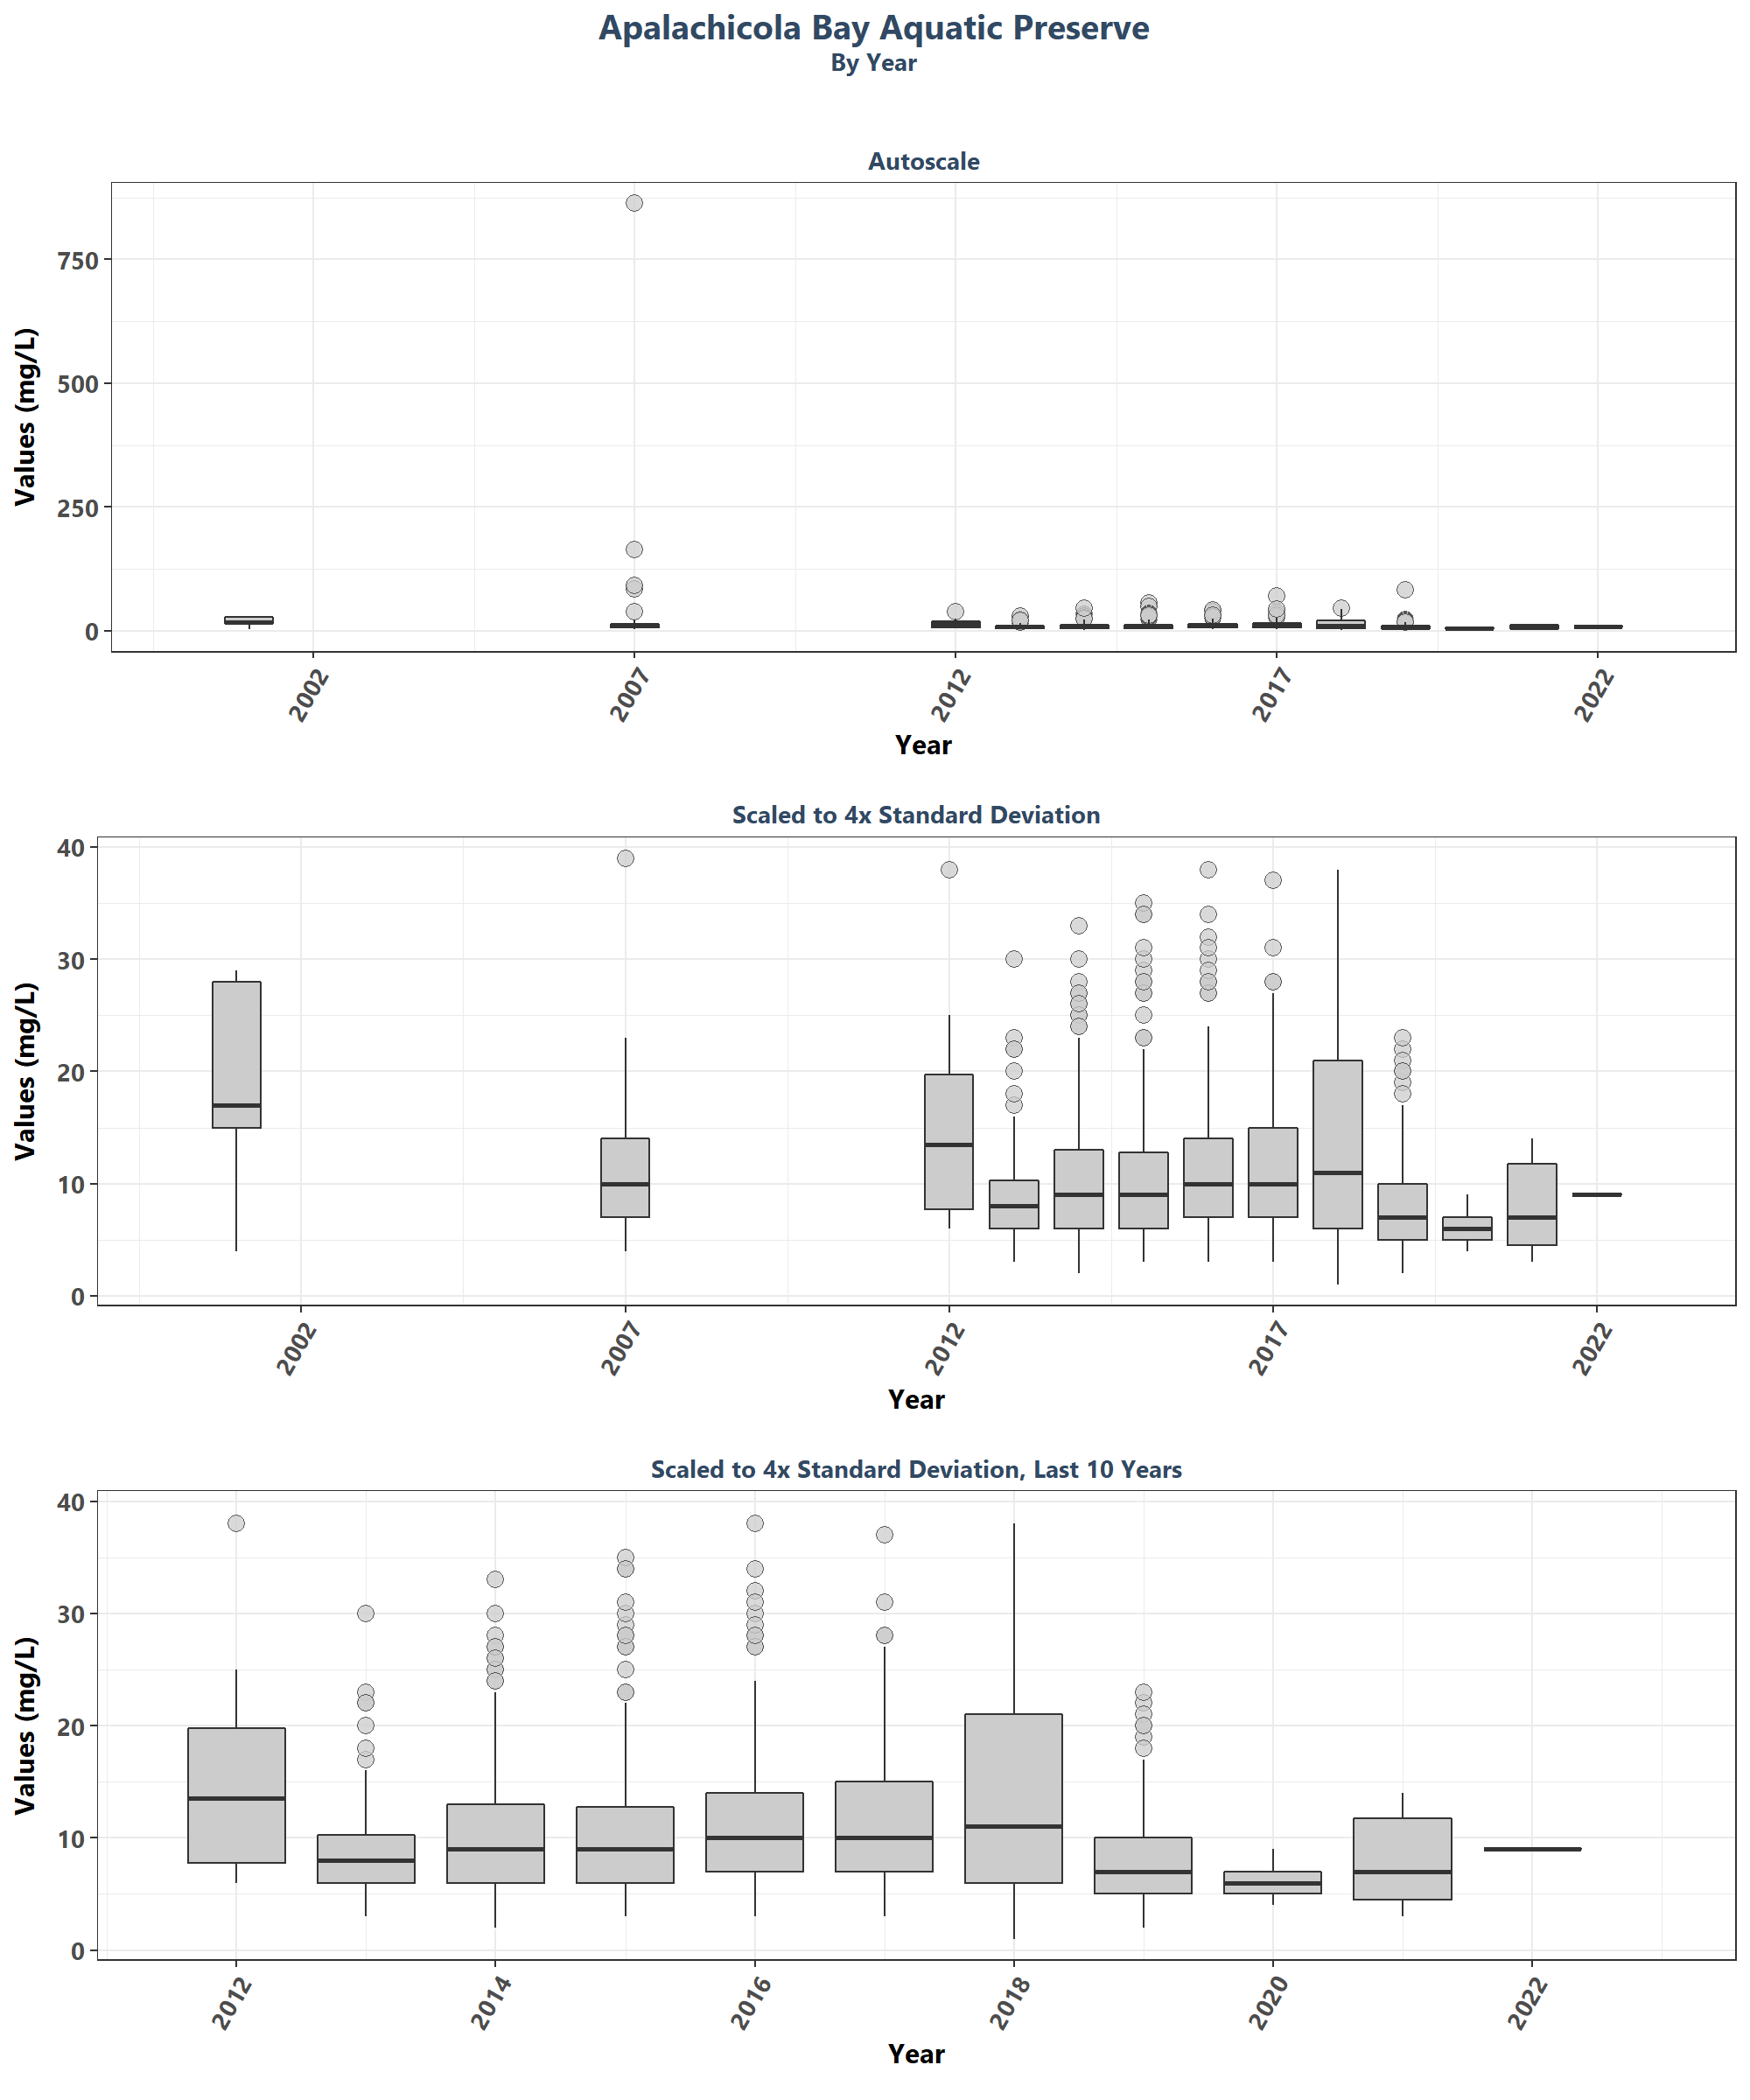 Apalachicola Bay Aquatic Preserve
By Year
Autoscale
Values (mg/L)
750
500
250
0
2002
2007
2012
2017
2022
Year
Scaled to 4x Standard Deviation
Values (mg/L)
40
30
20
10
0
2002
2007
2012
2017
2022
Year
Scaled to 4x Standard Deviation, Last 10 Years
Values (mg/L)
40
30
20
10
0
2012
2014
2016
2018
2020
2022
Year